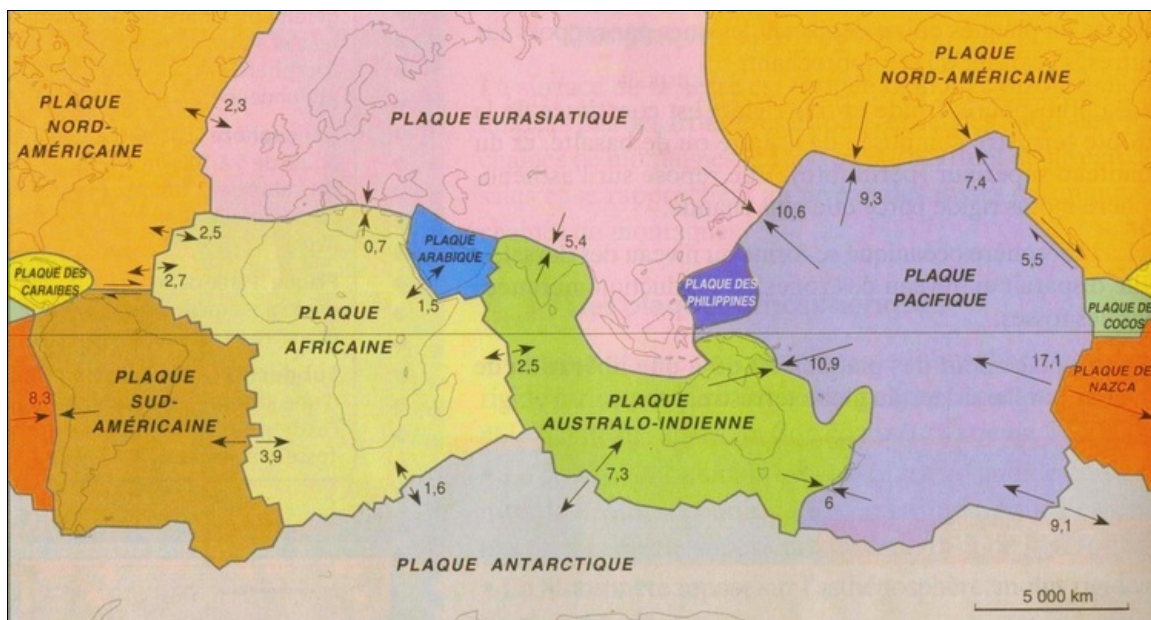 PLAQUE
NORD-
AMÉRICAINE
2,3
PLAQUE EURASIATIQUE
PLAQUE
NORD-AMÉRICAINE
9,3
7,4
10,6
2,5
0,7
PLAQUE
ARABIQUE
5,4
5,5
PLAQUE DES
CARAIBES
2,7
1,5
PLAQUE DES
PHILIPPINES
PLAQUE
PACIFIQUE
PLAQUE DE
COCOS
PLAQUE
AFRICAINE
2,5
10,9
17,1
PLAQUE DE
NAZCA
8.3
PLAQUE
SUD-
AMÉRICAINE
PLAQUE
AUSTRALO-INDIENNE
3,9
1,6
7,3
6
9,1
PLAQUE ANTARCTIQUE
5 000 km